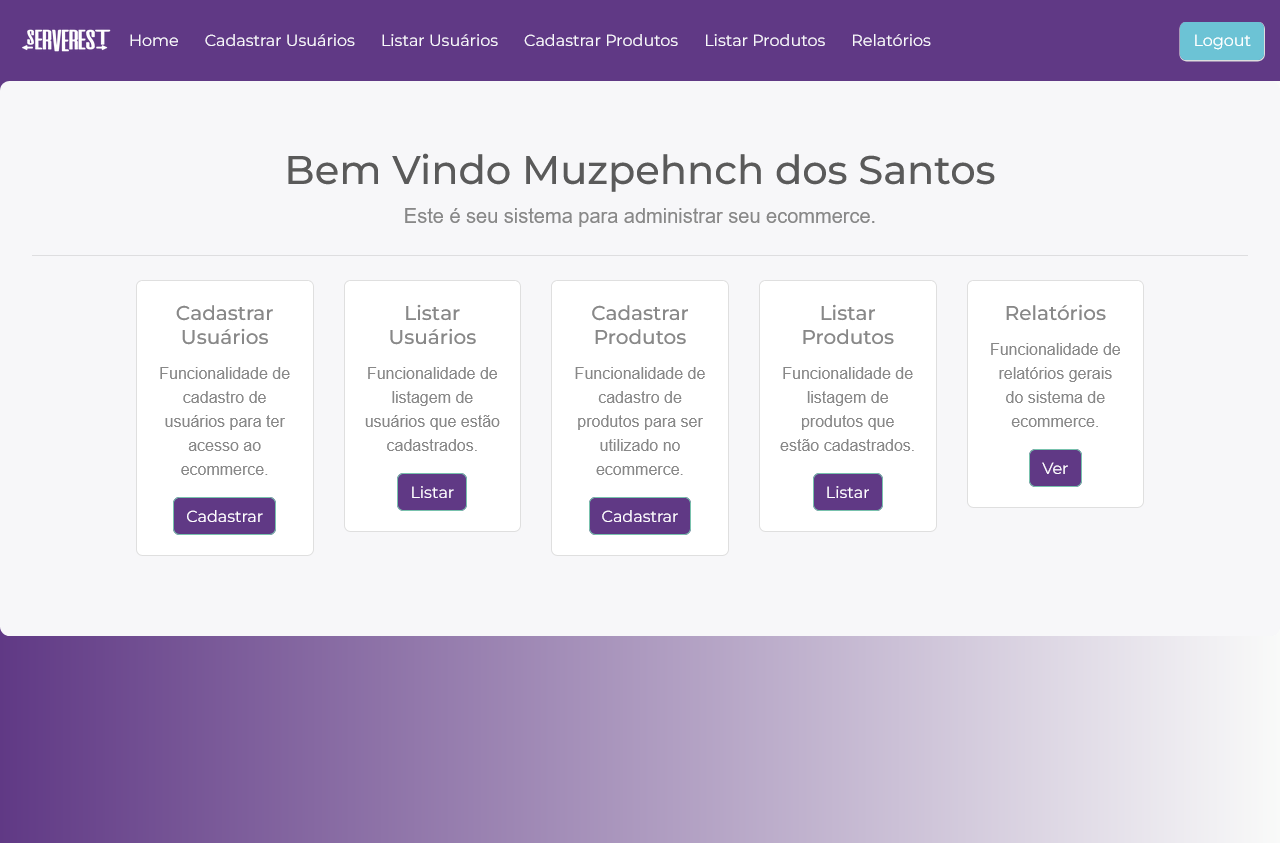 SERVEREST Home Cadastrar Usuários Listar Usuários Cadastrar Produtos Listar Produtos Relatórios Logout
Bem Vindo Muzpehnch dos Santos
Este é seu sistema para administrar seu ecommerce.
Cadastrar
Usuários
Funcionalidade de
cadastro de
usuários para ter
acesso ao
ecommerce.
Cadastrar
Listar
Usuários
Funcionalidade de
listagem de
usuários que estão
cadastrados.
Listar
Cadastrar
Produtos
Funcionalidade de
cadastro de
produtos para ser
utilizado no
ecommerce.
Cadastrar
Listar
Produtos
Funcionalidade de
listagem de
produtos que
estão cadastrados.
Listar
Relatórios
Funcionalidade de
relatórios gerais
do sistema de
ecommerce.
Ver